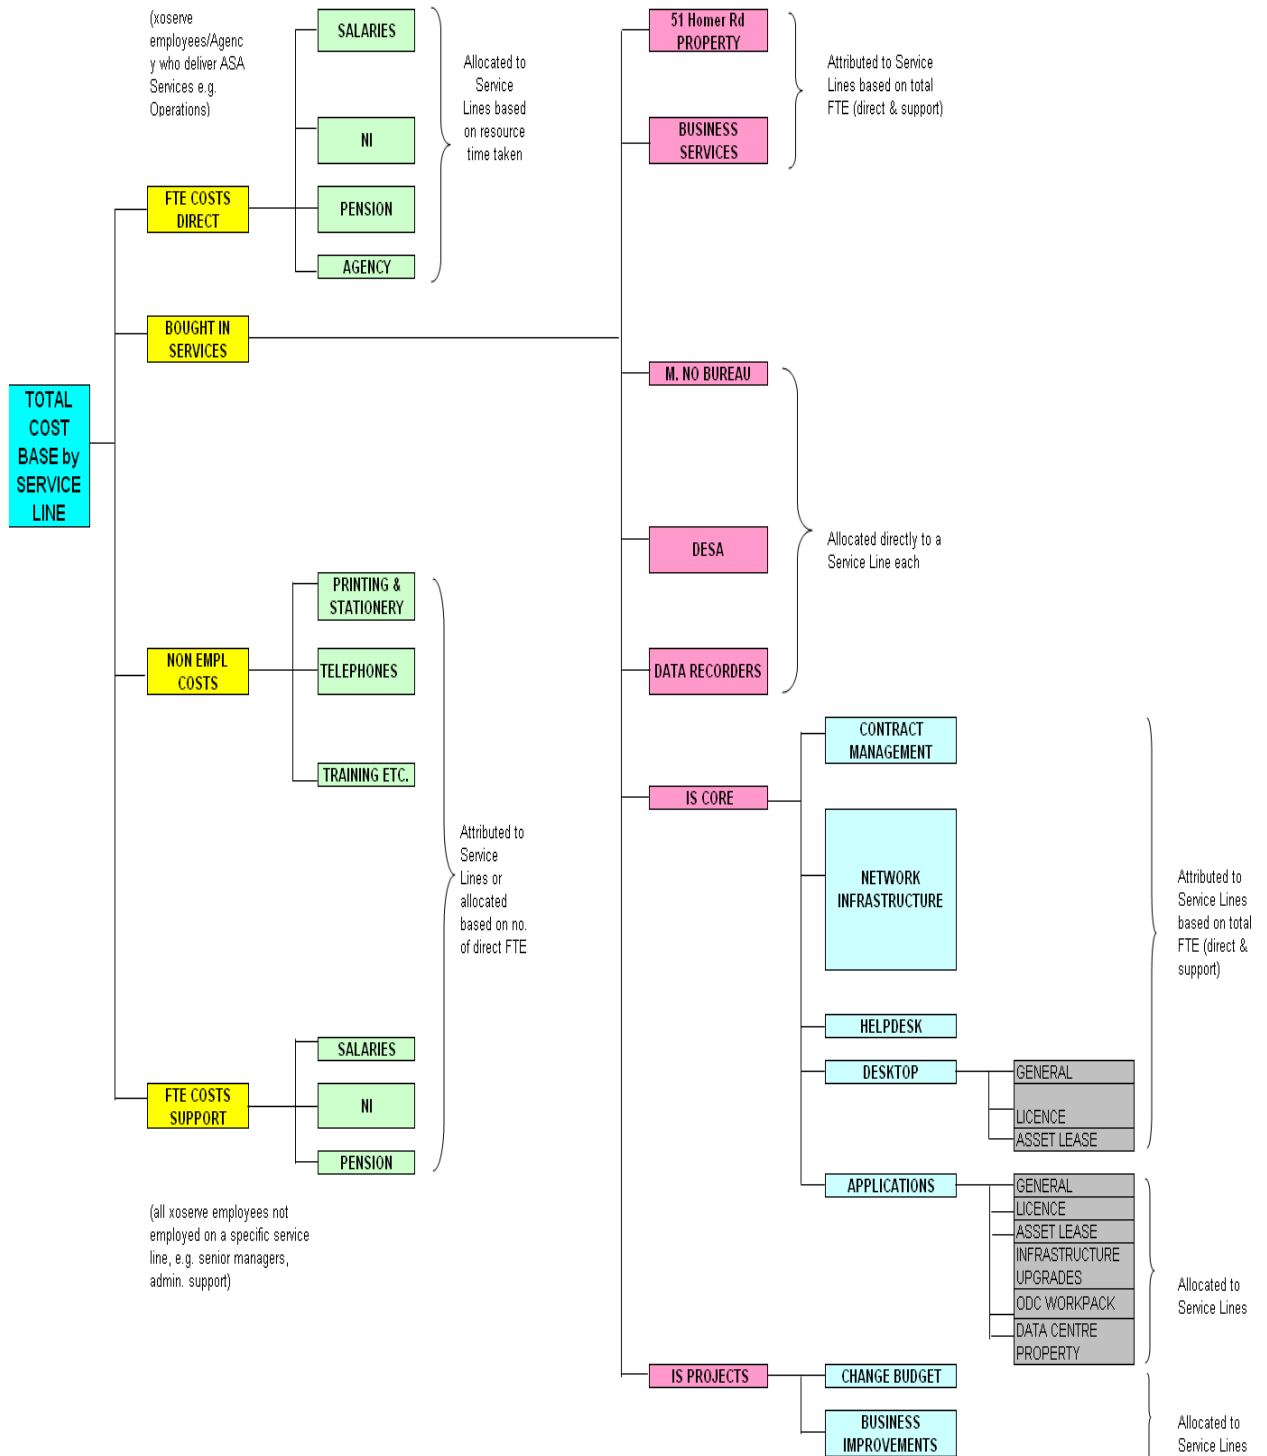 (xoserve
employees/Agenc
y who deliver ASA
Services e.g.
Operations)
SALARIES
NI
PENSION
AGENCY
Allocated to
Service
Lines based
on resource
time taken
FTE COSTS
DIRECT
BOUGHT IN
SERVICES
TOTAL
COST
BASE by
SERVICE
LINE
NON EMPL
COSTS
PRINTING &
STATIONERY
TELEPHONES
TRAINING ETC.
Attributed to
Service
Lines or
allocated
based on no.
of direct FTE
FTE COSTS
SUPPORT
SALARIES
NI
PENSION
(all xoserve employees not
employed on a specific service
line, e.g. senior managers,
admin. support)
51 Homer Rd
PROPERTY
BUSINESS
SERVICES
Attributed to Service
Lines based on total
FTE (direct & support)
M. NO BUREAU
DESA
DATA RECORDERS
Allocated directly to a
Service Line each
IS CORE
CONTRACT
MANAGEMENT
NETWORK
INFRASTRUCTURE
HELPDESK
DESKTOP
GENERAL
LICENCE
ASSET LEASE
Attributed to
Service Lines
based on total
FTE (direct &
support)
APPLICATIONS
GENERAL
LICENCE
ASSET LEASE
INFRASTRUCTURE
UPGRADES
ODC WORKPACK
DATA CENTRE
PROPERTY
Allocated to
Service Lines
IS PROJECTS
CHANGE BUDGET
BUSINESS
IMPROVEMENTS
Allocated to
Service Lines